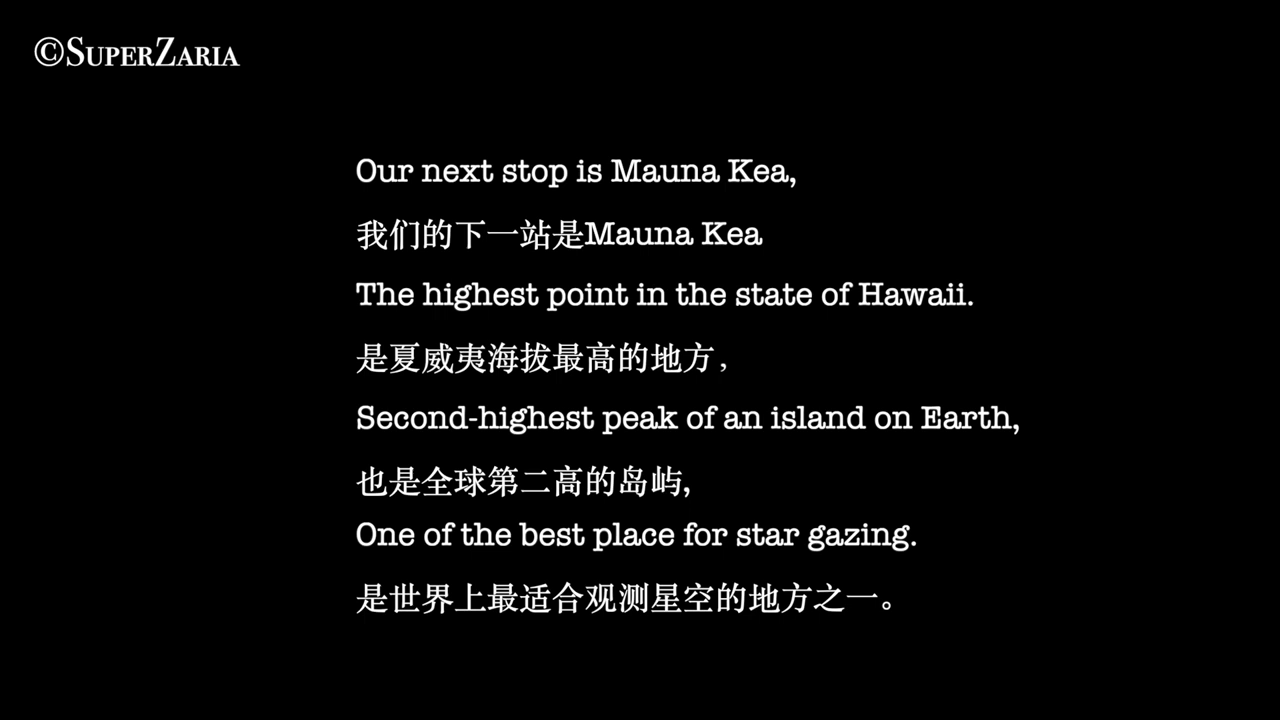 ©SuperZaria
Our next stop is Mauna Kea,
我们的下一站是Mauna Kea
The highest point in the state of Hawaii.
是夏威夷海拔最高的地方，
Second-highest peak of an island on Earth,
也是全球第二高的岛屿,
One of the best place for star gazing.
是世界上最适合观测星空的地方之一。